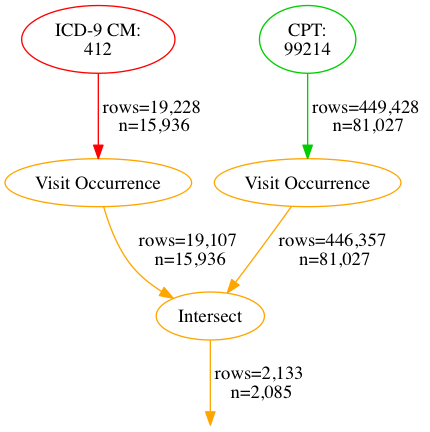 ICD-9 CM:
412
CPT:
99214
rows=19,228
n=15,936
rows=449,428
n=81,027
Visit Occurrence
Visit Occurrence
rows=19,107
n=15,936
rows=446,357
n=81,027
Intersect
rows=2,133
n=2,085